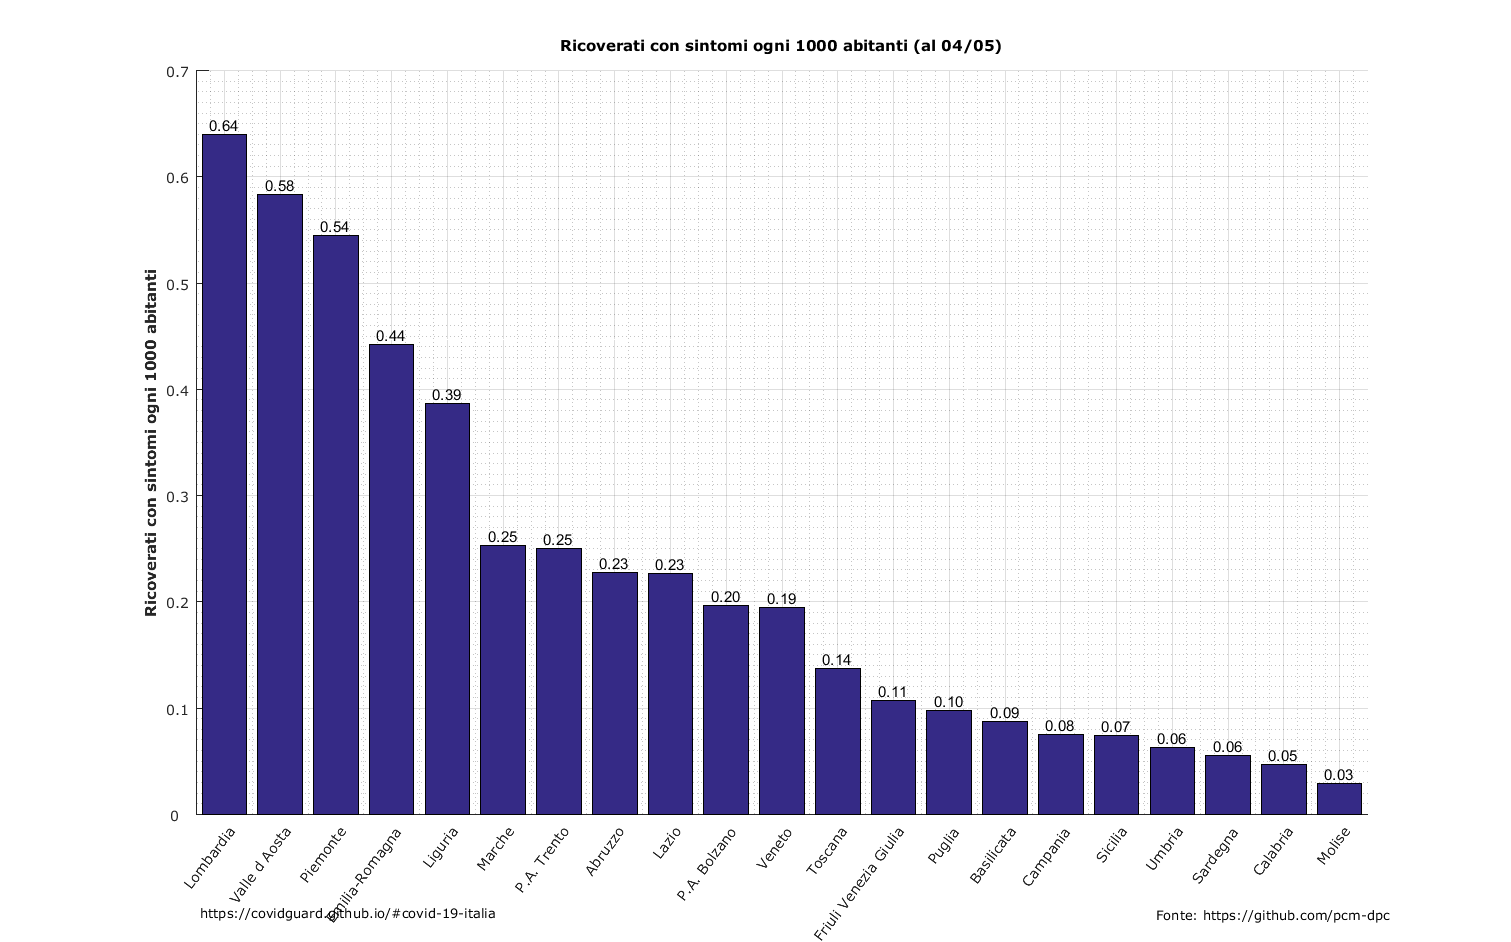 Ricoverati con sintomi ogni 1000 abitanti (al 04/05)
Ricoverati con sintomi ogni 1000 abitanti
0.7
0.6
0.5
0.4
0.3
0.2
0.1
0
0.64
0.58
0.54
0.44
0.39
0.25
0.25
0.23
0.23
0.20
0.19
0.14
0.11
0.10
0.09
0.08
0.07
0.06
0.06
0.05
0.03
Lombardia
Valle d Aosta
Piemonte
Emilia-Romagna
Liguria
Marche
P.A. Trento
Abruzzo
Lazio
P.A. Bolzano
Veneto
Toscana
Friuli Venezia Giulia
Puglia
Basilicata
Campania
Sicilia
Umbria
Sardegna
Calabria
Molise
https://covidguard.github.io/#covid-19-italia
Fonte: https://github.com/pcm-dpc